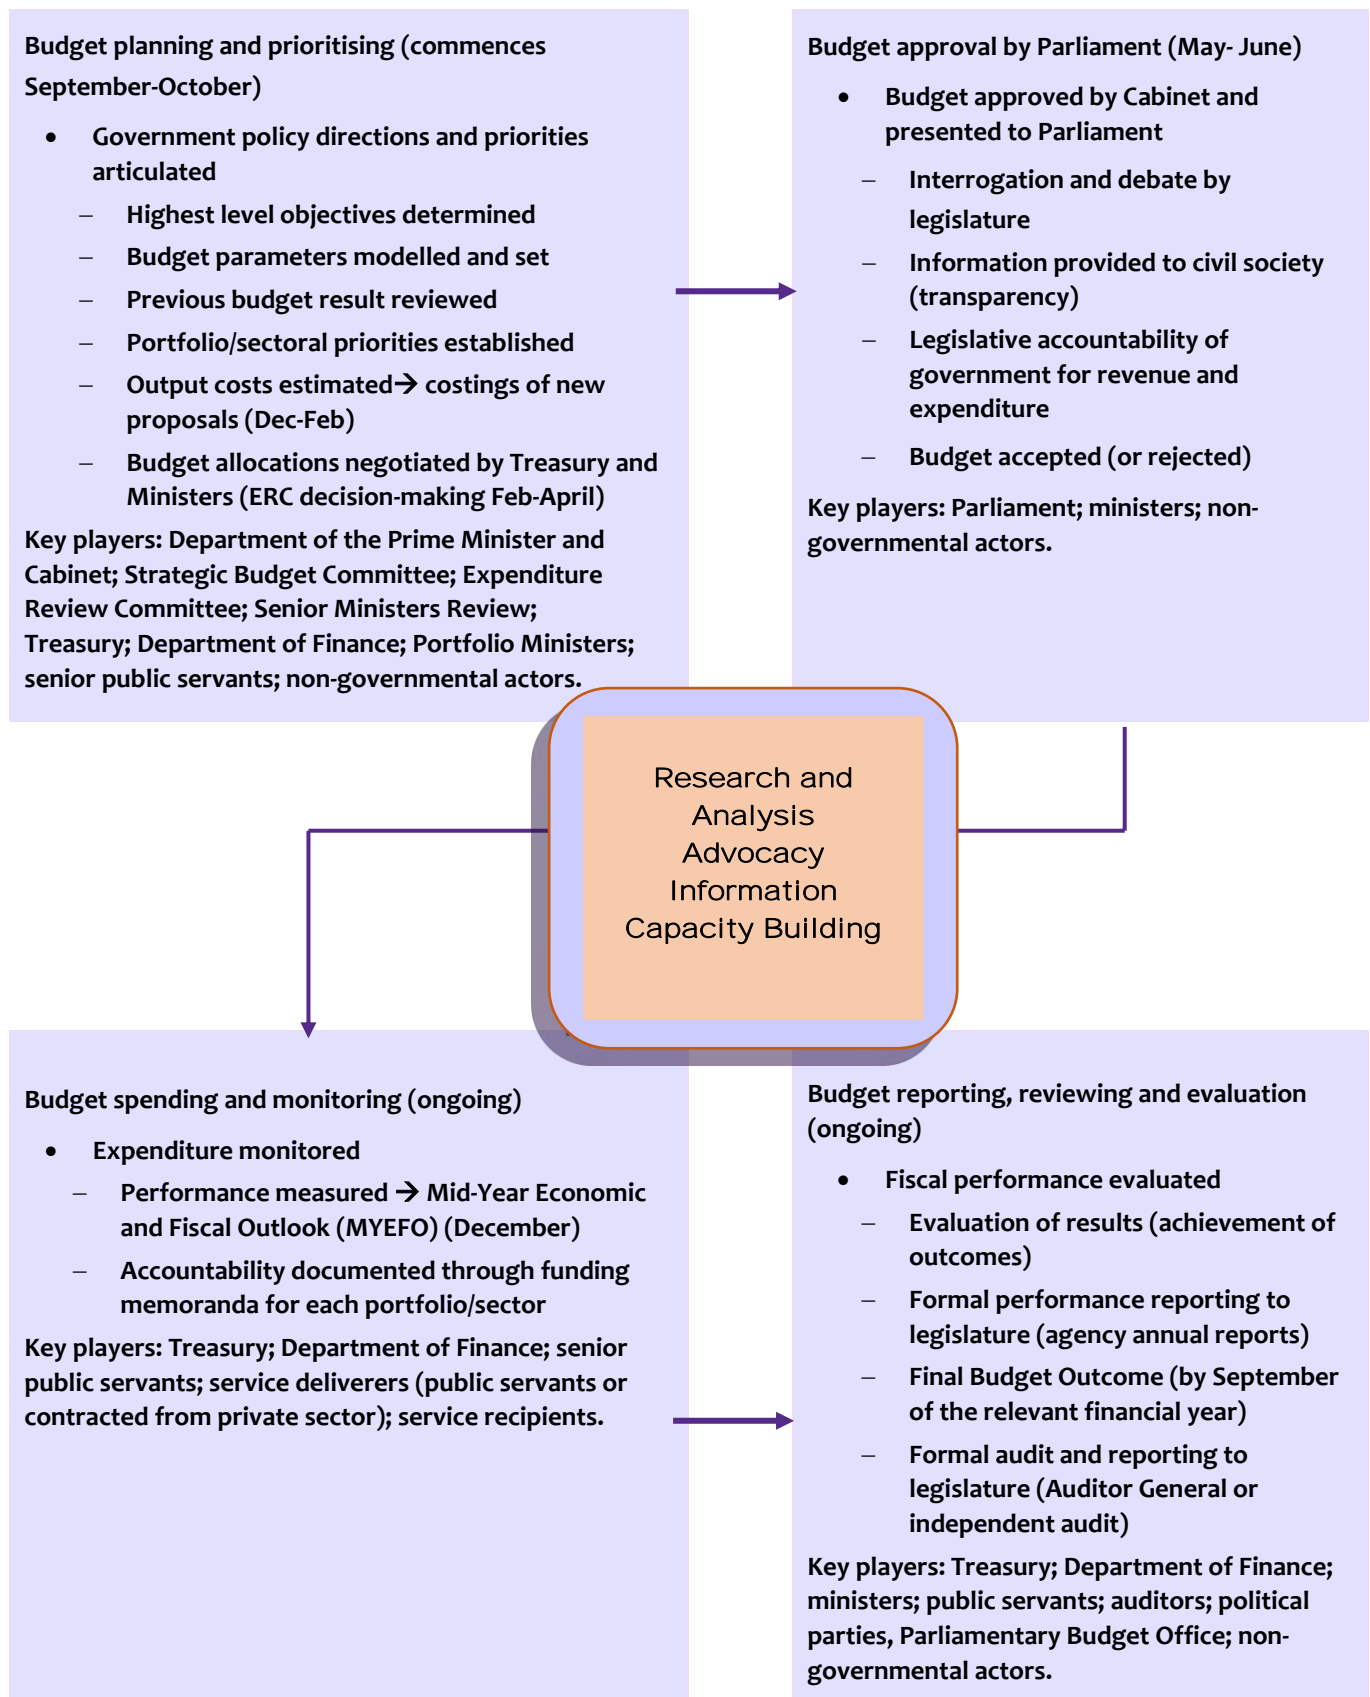 Budget planning and prioritising (commences
September-October)
• Government policy directions and priorities
articulated
– Highest level objectives determined
– Budget parameters modelled and set
– Previous budget result reviewed
– Portfolio/sectoral priorities established
– Output costs estimated→ costings of new
proposals (Dec-Feb)
– Budget allocations negotiated by Treasury and
Ministers (ERC decision-making Feb-April)
Key players: Department of the Prime Minister and
Cabinet; Strategic Budget Committee; Expenditure
Review Committee; Senior Ministers Review;
Treasury; Department of Finance; Portfolio Ministers;
senior public servants; non-governmental actors.
Budget approval by Parliament (May- June)
• Budget approved by Cabinet and
presented to Parliament
– Interrogation and debate by
legislature
– Information provided to civil society
(transparency)
– Legislative accountability of
government for revenue and
expenditure
– Budget accepted (or rejected)
Key players: Parliament; ministers; non-
governmental actors.
Research and
Analysis
Advocacy
Information
Capacity Building
Budget spending and monitoring (ongoing)
• Expenditure monitored
– Performance measured → Mid-Year Economic
and Fiscal Outlook (MYEFO) (December)
– Accountability documented through funding
memoranda for each portfolio/sector
Key players: Treasury; Department of Finance; senior
public servants; service deliverers (public servants or
contracted from private sector); service recipients.
Budget reporting, reviewing and evaluation
(ongoing)
• Fiscal performance evaluated
– Evaluation of results (achievement of
outcomes)
– Formal performance reporting to
legislature (agency annual reports)
– Final Budget Outcome (by September
of the relevant financial year)
– Formal audit and reporting to
legislature (Auditor General or
independent audit)
Key players: Treasury; Department of Finance;
ministers; public servants; auditors; political
parties, Parliamentary Budget Office; non-
governmental actors.